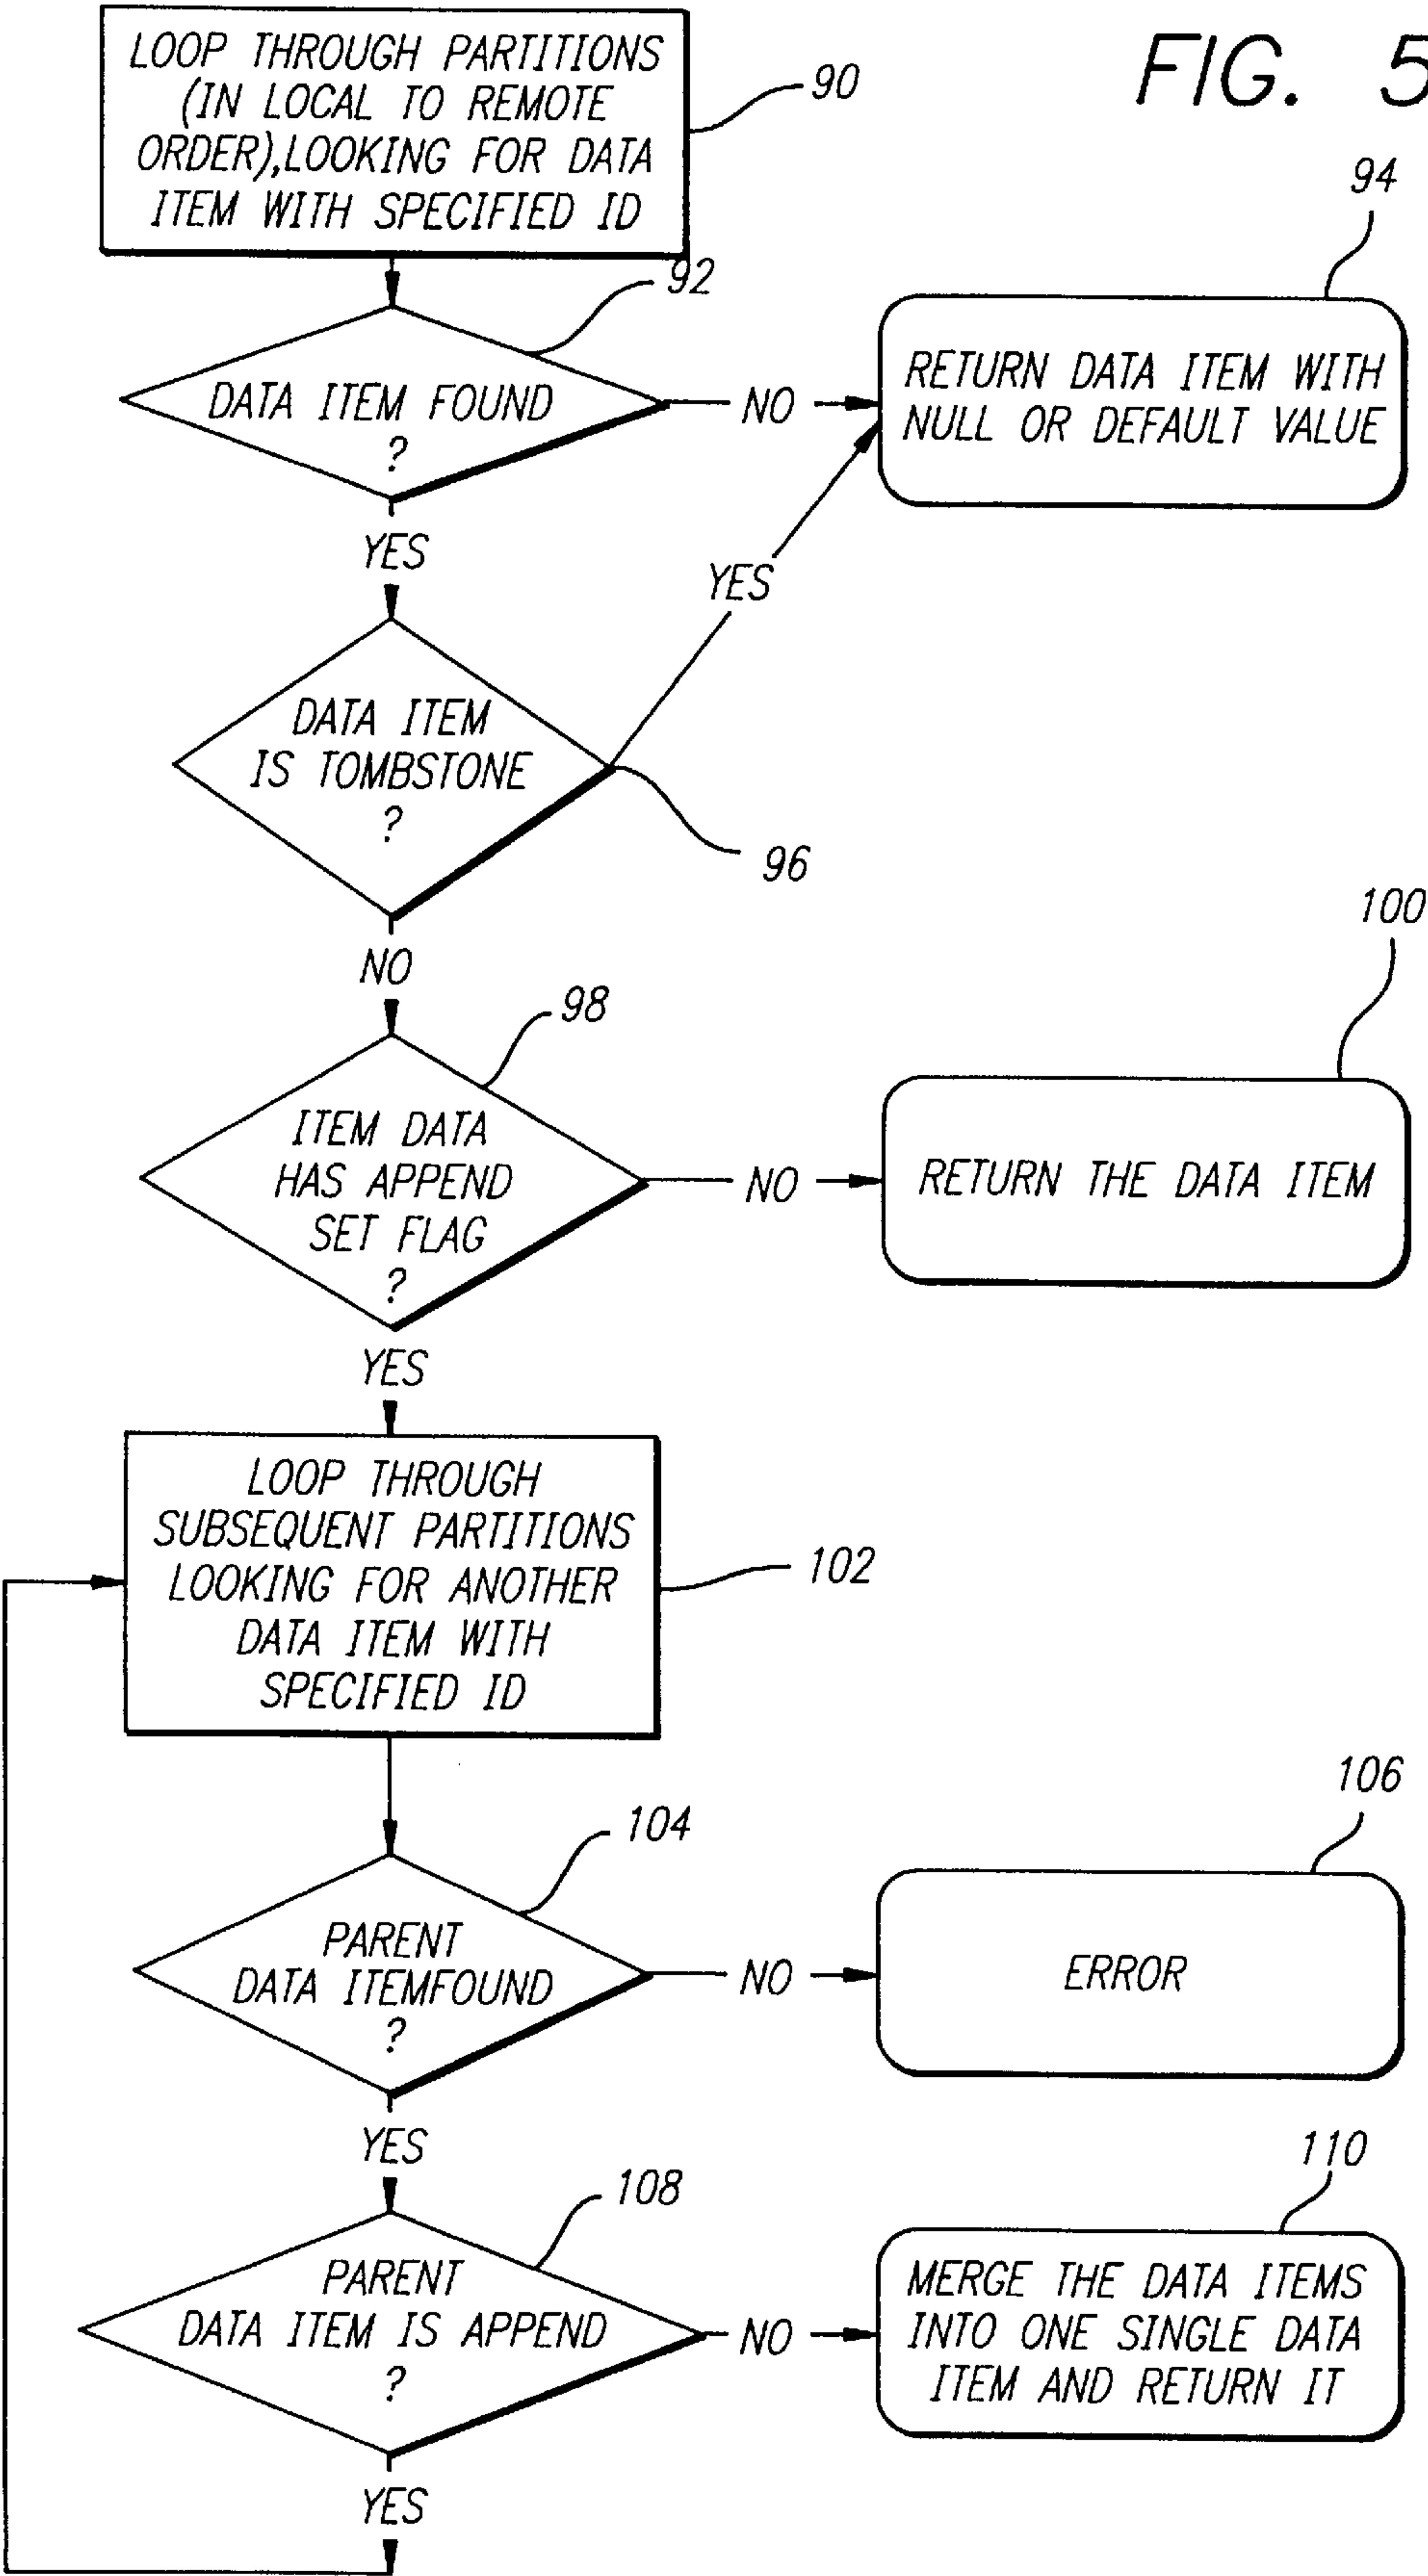 FIG. 5
LOOP THROUGH PARTITIONS
(IN LOCAL TO REMOTE
ORDER),LOOKING FOR DATA
ITEM WITH SPECIFIED ID
90
92
DATA ITEM FOUND
?
NO
94
RETURN DATA ITEM WITH
NULL OR DEFAULT VALUE
YES
YES
DATA ITEM
IS TOMBSTONE
?
96
NO
98
ITEM DATA
HAS APPEND
SET FLAG
?
NO
100
RETURN THE DATA ITEM
YES
LOOP THROUGH
SUBSEQUENT PARTITIONS
LOOKING FOR ANOTHER
DATA ITEM WITH
SPECIFIED ID
102
104
PARENT
DATA ITEMFOUND
?
NO
106
ERROR
YES
108
PARENT
DATA ITEM IS APPEND
?
NO
110
MERGE THE DATA ITEMS
INTO ONE SINGLE DATA
ITEM AND RETURN IT
YES